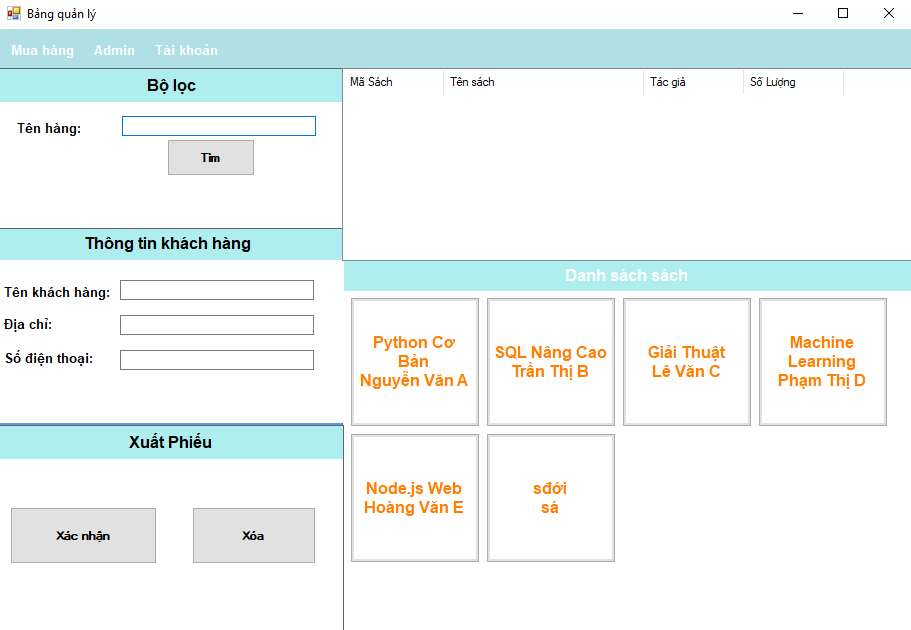 Bảng quản lý
Mua hàng Admin Tài khoản
Bộ lọc
Tên hàng:
Tìm
Thông tin khách hàng
Tên khách hàng:
Địa chỉ:
Số điện thoại:
Xuất Phiếu
Xác nhận Xóa
Mã Sách Tên sách Tác giả Số Lượng
Danh sách sách
Python Cơ
Bản
Nguyễn Văn A
SQL Nâng Cao
Trần Thị B
Giải Thuật
Lê Văn C
Machine
Learning
Phạm Thị D
Node.js Web
Hoàng Văn E
sđới
sá